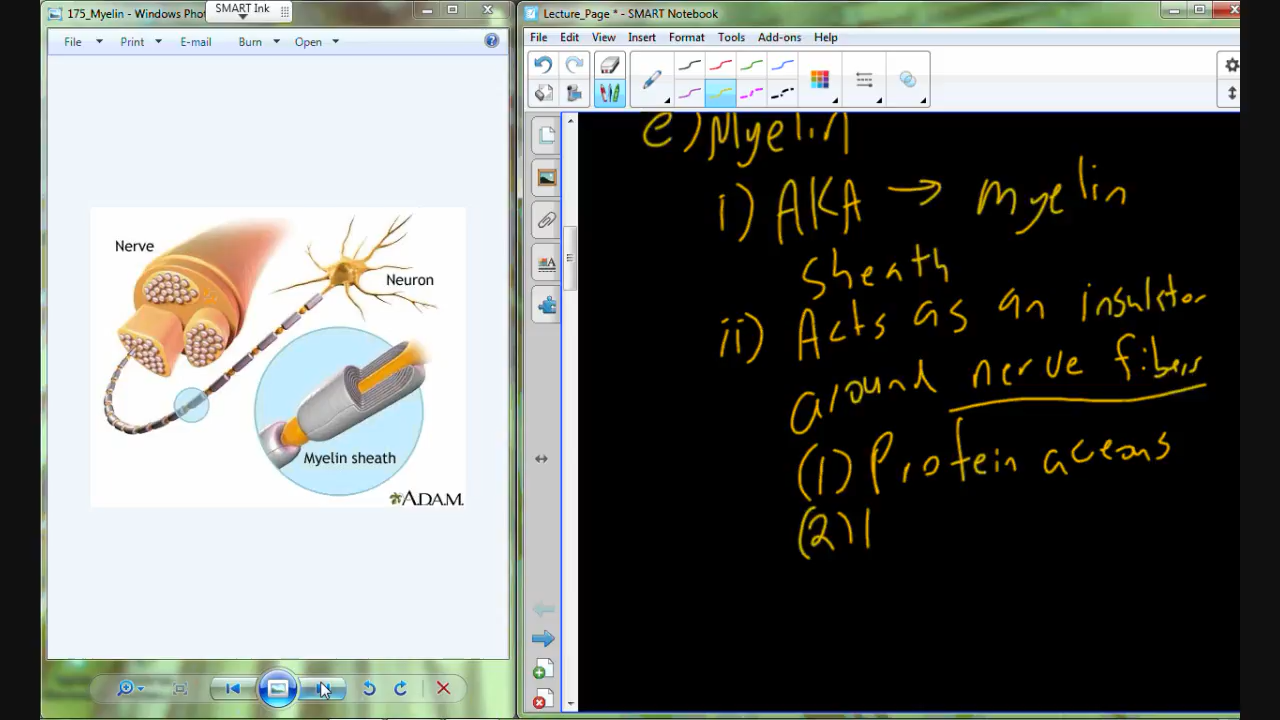 175_Myelin - Windows Phot
SMART Ink
File Print E-mail Burn Open
Nerve
Neuron
Myelin sheath
A.D.A.M.
Lecture_Page * - SMART Notebook
File Edit View Insert Format Tools Add-ons Help
e) Myelin
i) AKA → Myelin
Sheath
ii) Acts as an insulator
around nerve fibers
(1) Proteinaceous
(2) l